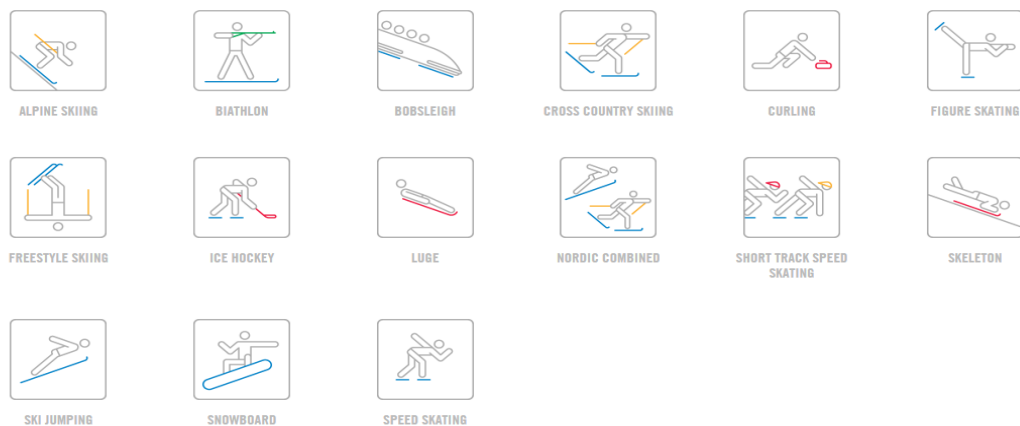 ALPINE SKIING
BIATHLON
BOBSLEIGH
CROSS COUNTRY SKIING
CURLING
FIGURE SKATING
FREESTYLE SKIING
ICE HOCKEY
LUGE
NORDIC COMBINED
SHORT TRACK SPEED
SKATING
SKELETON
SKI JUMPING
SNOWBOARD
SPEED SKATING